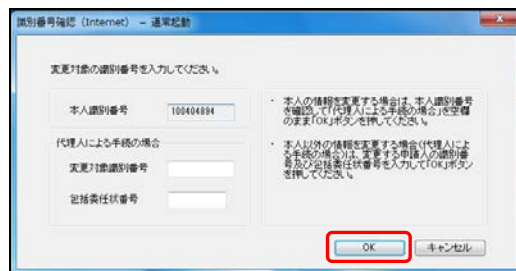 識別番号確認（Internet） － 通常起動
変更対象の識別番号を入力してください。
本人識別番号
100404894
代理人による手続の場合
変更対象識別番号
包括委任状番号
・ 本人の情報を変更する場合は、本人識別番号
を確認して「代理人による手続の場合」を空欄
のまま「OK」ボタンを押してください。
・ 本人以外の情報を変更する場合（代理人によ
る手続の場合）は、変更する申請人の識別番
号及び包括委任状番号を入力して「OK」ボタン
を押してください。
OK
キャンセル